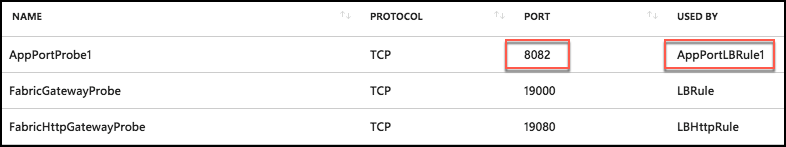 NAME PROTOCOL PORT USED BY
AppPortProbe1 TCP 8082 AppPortLBRule1
FabricGatewayProbe TCP 19000 LBRule
FabricHttpGatewayProbe TCP 19080 LBHttpRule